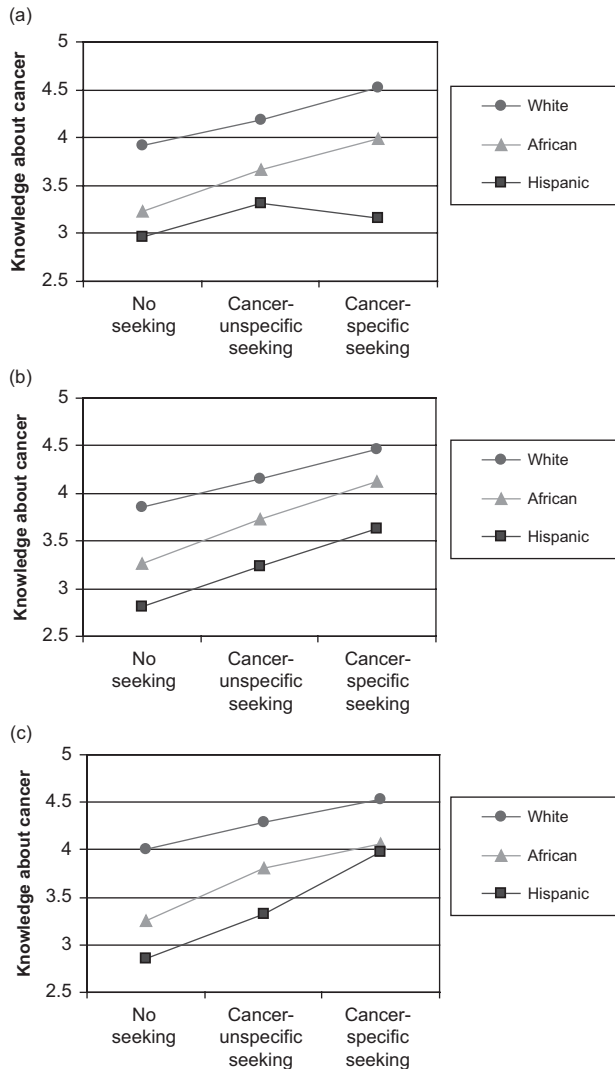 (a)
Knowledge about cancer
5
4.5
4
3.5
3
2.5
No
seeking
Cancer-
unspecific
seeking
Cancer-
specific
seeking
White
African
Hispanic
(b)
Knowledge about cancer
5
4.5
4
3.5
3
2.5
No
seeking
Cancer-
unspecific
seeking
Cancer-
specific
seeking
White
African
Hispanic
(c)
Knowledge about cancer
5
4.5
4
3.5
3
2.5
No
seeking
Cancer-
unspecific
seeking
Cancer-
specific
seeking
White
African
Hispanic